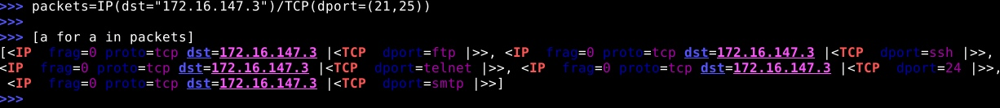 >>> packets=IP(dst="172.16.147.3")/TCP(dport=(21,25))
>>>
>>> [a for a in packets]
[<IP  frag=0 proto=tcp dst=172.16.147.3 |<TCP  dport=ftp |>>, <IP  frag=0 proto=tcp dst=172.16.147.3 |<TCP  dport=ssh |>>,
<IP  frag=0 proto=tcp dst=172.16.147.3 |<TCP  dport=telnet |>>, <IP  frag=0 proto=tcp dst=172.16.147.3 |<TCP  dport=24 |>>,
 <IP  frag=0 proto=tcp dst=172.16.147.3 |<TCP  dport=smtp |>>]
>>>